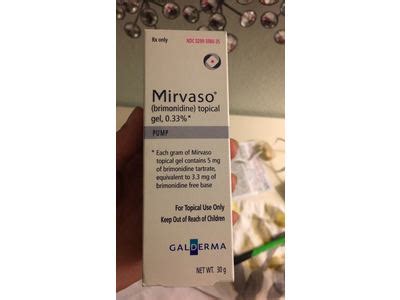 Rx only NDC 0299-5980-35
Mirvaso®
(brimonidine) topical
gel, 0.33%*
PUMP
* Each gram of Mirvaso
topical gel contains 5 mg
of brimonidine tartrate,
equivalent to 3.3 mg of
brimonidine free base
For Topical Use Only
Keep Out of Reach of Children
GALDERMA
NET WT. 30 g